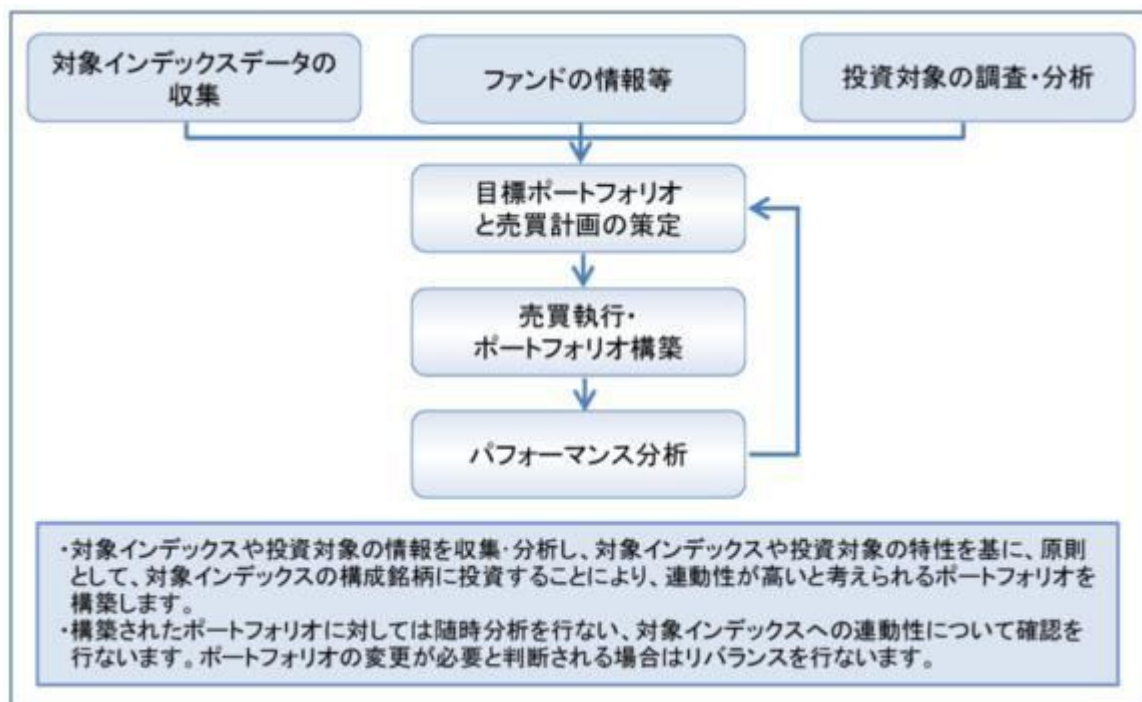 対象インデックスデータの
収集
ファンドの情報等
投資対象の調査・分析
目標ポートフォリオ
と売買計画の策定
売買執行・
ポートフォリオ構築
パフォーマンス分析
・対象インデックスや投資対象の情報を収集・分析し、対象インデックスや投資対象の特性を基に、原則
として、対象インデックスの構成銘柄に投資することにより、連動性が高いと考えられるポートフォリオを
構築します。
・構築されたポートフォリオに対しては随時分析を行ない、対象インデックスへの連動性について確認を
行ないます。ポートフォリオの変更が必要と判断される場合はリバランスを行ないます。